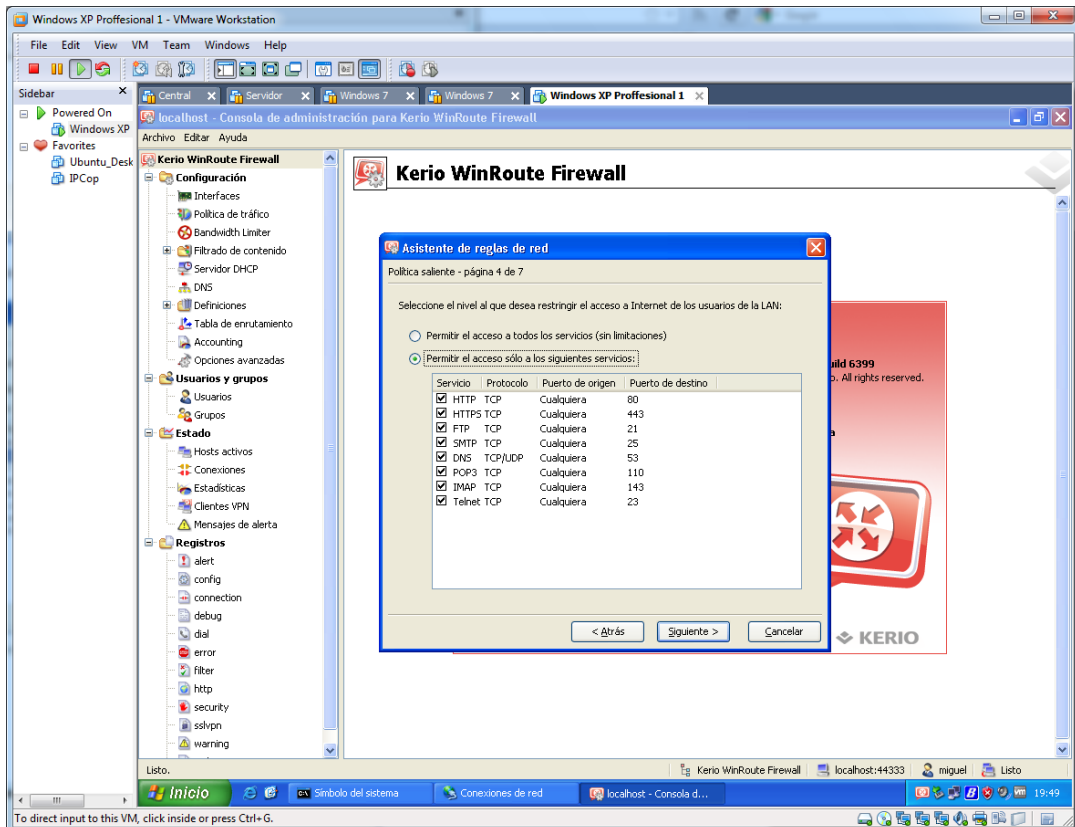 Windows XP Proffesional 1 - VMware Workstation
File Edit View VM Team Windows Help
Sidebar
Central
Servidor
Windows 7
Windows 7
Windows XP Proffesional 1
Powered On
Windows XP
Favorites
Ubuntu_Desk
IPCop
localhost - Consola de administración para Kerio WinRoute Firewall
Archivo Editar Ayuda
Kerio WinRoute Firewall
Configuración
Interfaces
Política de tráfico
Bandwidth Limiter
Filtrado de contenido
Servidor DHCP
DNS
Definiciones
Tabla de enrutamiento
Accounting
Opciones avanzadas
Usuarios y grupos
Usuarios
Grupos
Estado
Hosts activos
Conexiones
Estadísticas
Clientes VPN
Mensajes de alerta
Registros
alert
config
connection
debug
dial
error
filter
http
security
sslvpn
warning
Kerio WinRoute Firewall
Asistente de reglas de red
Política saliente - página 4 de 7
Seleccione el nivel al que desea restringir el acceso a Internet de los usuarios de la LAN:
Permitir el acceso a todos los servicios (sin limitaciones)
Permitir el acceso sólo a los siguientes servicios:
Servicio Protocolo Puerto de origen Puerto de destino
HTTP TCP Cualquiera 80
HTTPS TCP Cualquiera 443
FTP TCP Cualquiera 21
SMTP TCP Cualquiera 25
DNS TCP/UDP Cualquiera 53
POP3 TCP Cualquiera 110
IMAP TCP Cualquiera 143
Telnet TCP Cualquiera 23
< Atrás
Siguiente >
Cancelar
uild 6399
o. All rights reserved.
a
KERIO
Listo.
Kerio WinRoute Firewall
localhost:44333
miguel
Listo
Inicio
Símbolo del sistema
Conexiones de red
localhost - Consola d...
19:49
To direct input to this VM, click inside or press Ctrl+G.